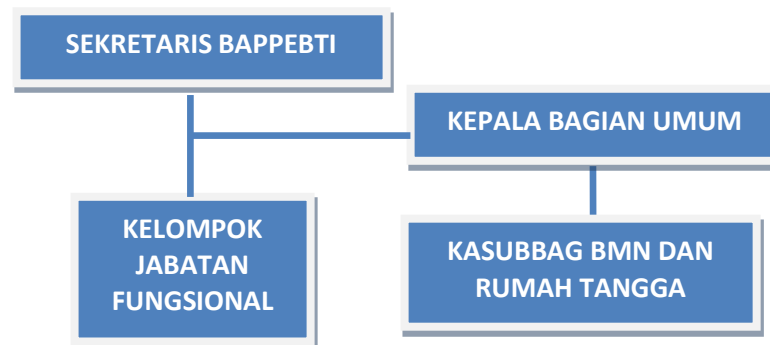 SEKRETARIS BAPPEBTI
KEPALA BAGIAN UMUM
KELOMPOK
JABATAN
FUNGSIONAL
KASUBBAG BMN DAN
RUMAH TANGGA